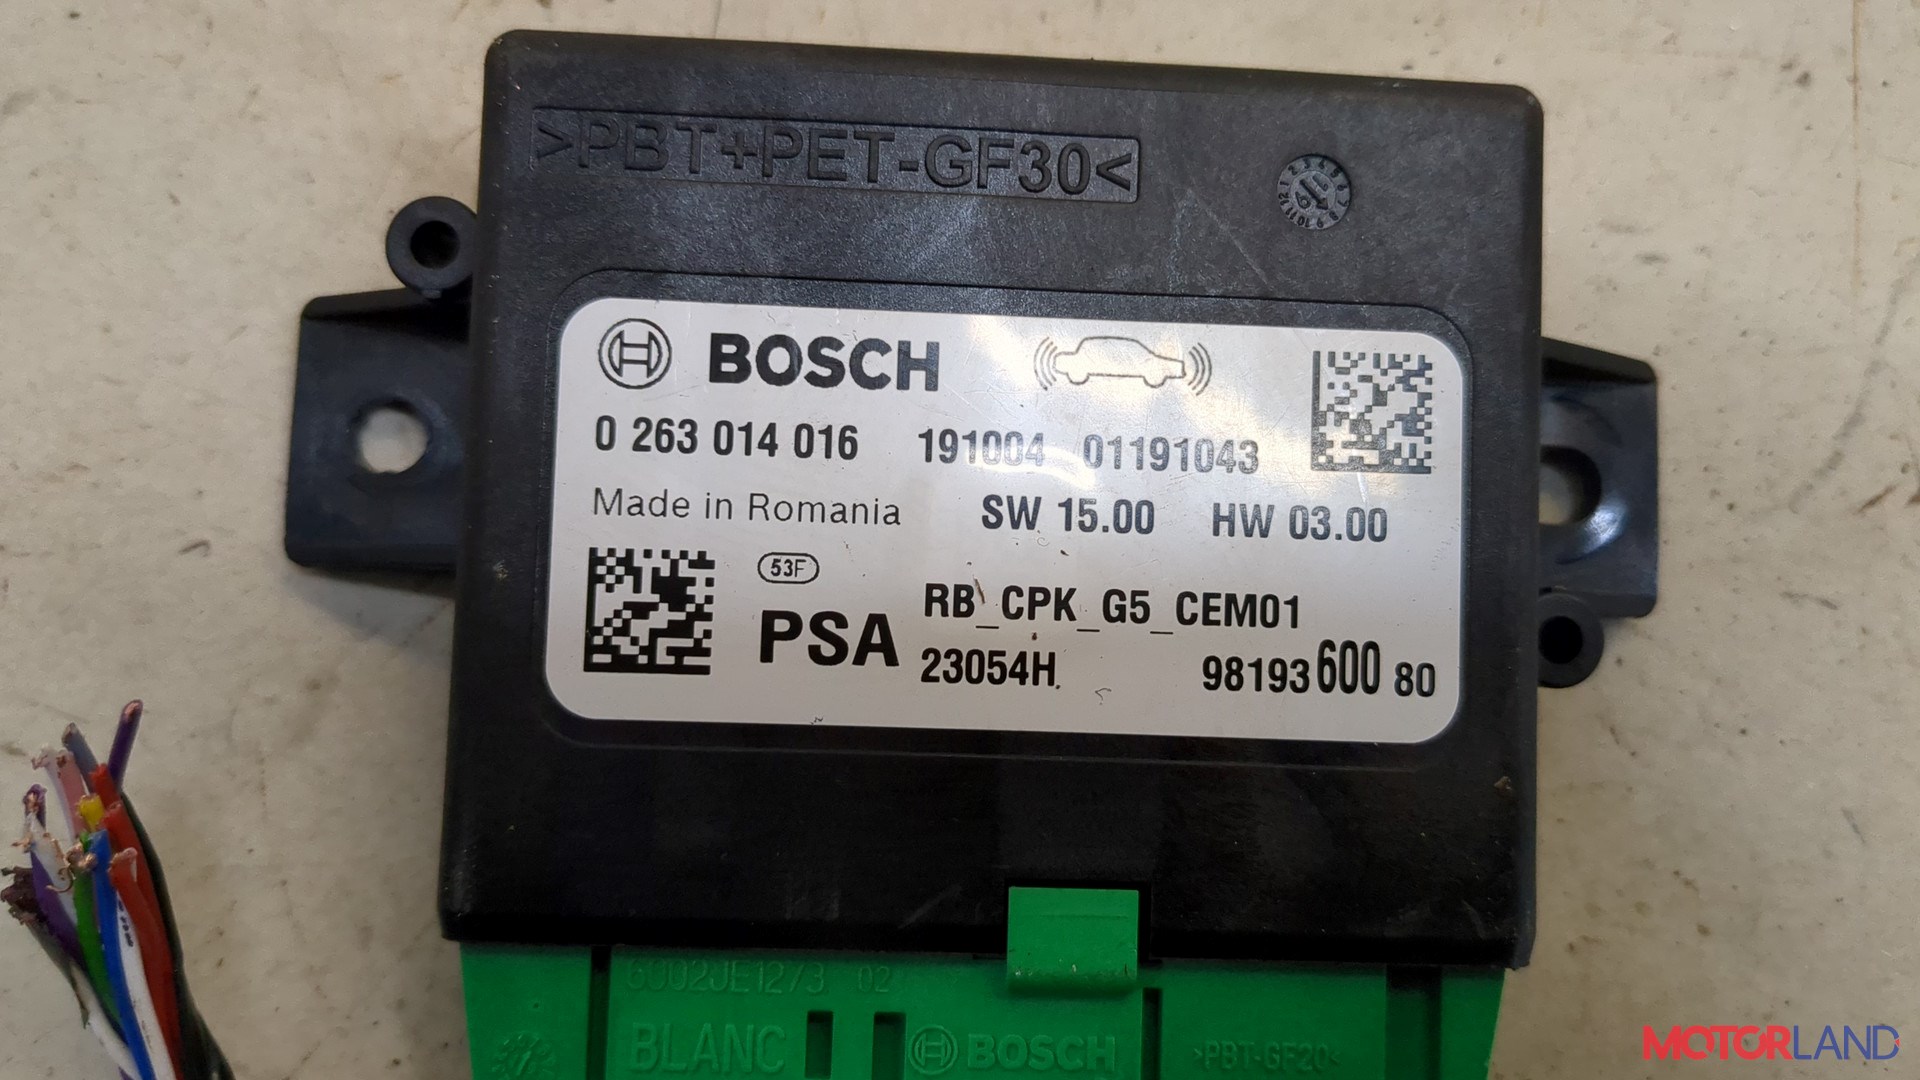 >PBT+PET-GF30<
BOSCH
0 263 014 016 191004 01191043
Made in Romania SW 15.00 HW 03.00
53F
PSA RB_CPK_G5_CEM01
23054H 98193 600 80
02
BLANC BOSCH >PBT-GF20<
MOTORLAND